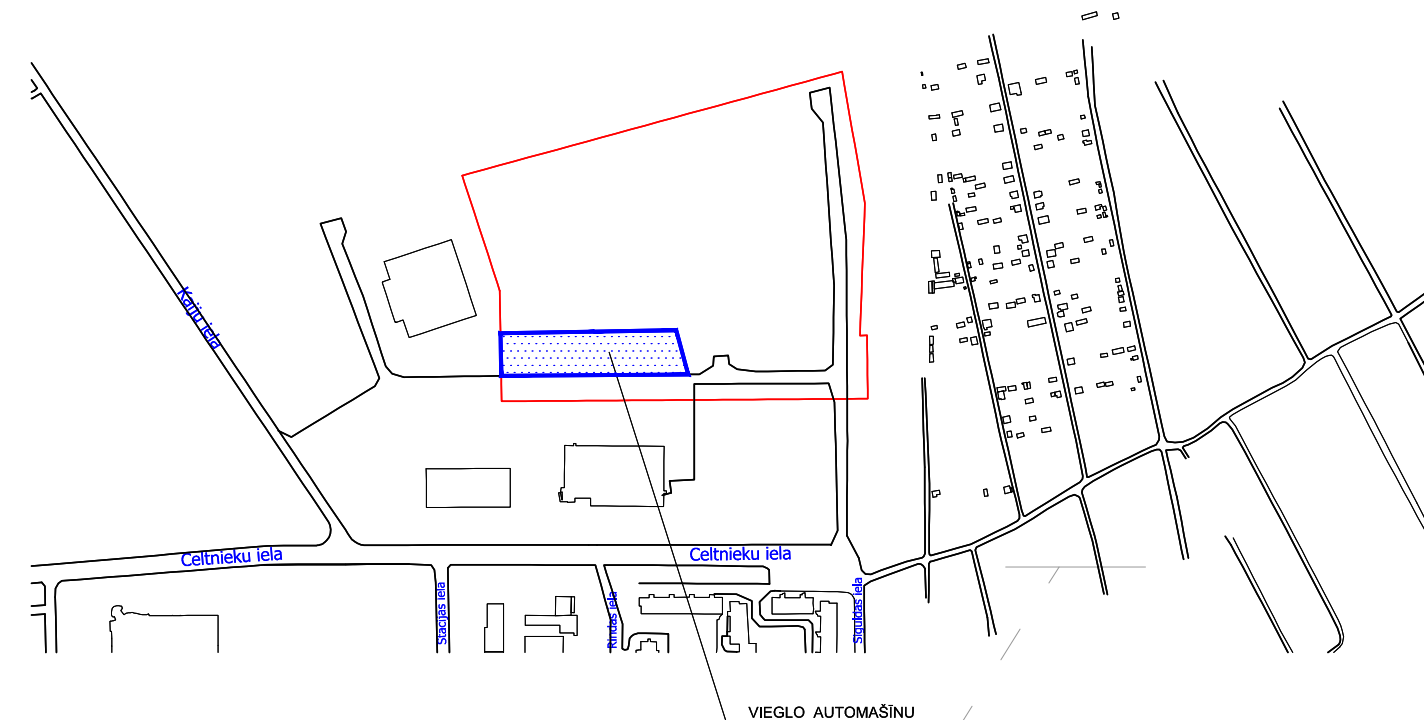 Kaiju iela
Celtnieku iela
Celtnieku iela
Stacijas iela
Rindas iela
Siguldas iela
VIEGLO AUTOMAŠĪNU